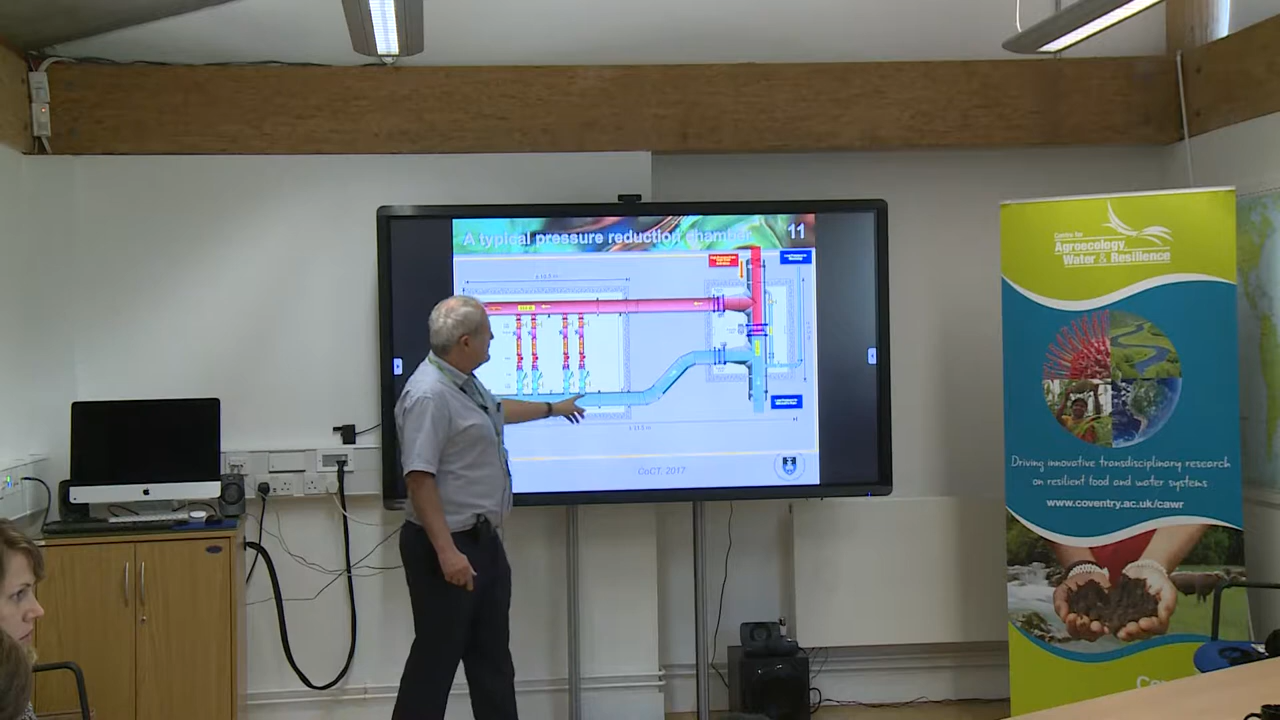 A typical pressure reduction chamber
11
CoCT, 2017
Centre for
Agroecology,
Water & Resilience
Driving innovative transdisciplinary research
on resilient food and water systems
www.coventry.ac.uk/cawr